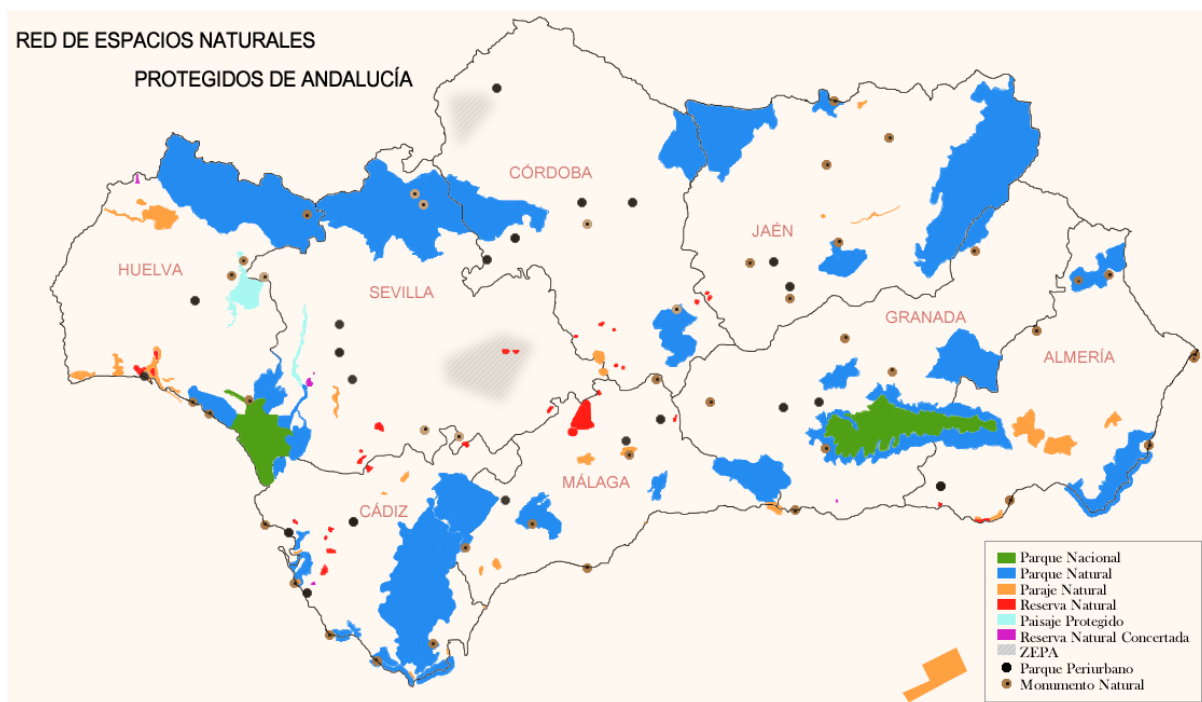 RED DE ESPACIOS NATURALES
PROTEGIDOS DE ANDALUCÍA
CÓRDOBA
JAÉN
HUELVA
SEVILLA
GRANADA
ALMERÍA
MÁLAGA
CÁDIZ
Parque Nacional
Parque Natural
Paraje Natural
Reserva Natural
Paisaje Protegido
Reserva Natural Concertada
ZEPA
Parque Periurbano
Monumento Natural